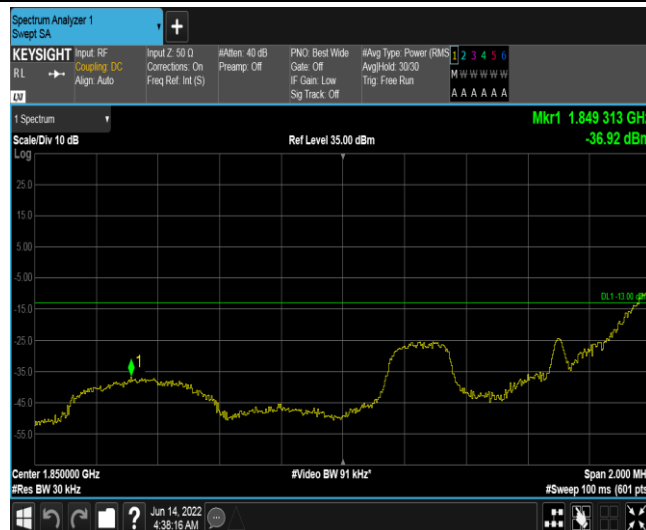 Spectrum Analyzer 1
Swept SA
+
KEYSIGHT
RL
LXI
Input: RF
Coupling: DC
Align: Auto
Input Z: 50 Ω
Corrections: On
Freq Ref: Int (S)
#Atten: 40 dB
Preamp: Off
PNO: Best Wide
Gate: Off
IF Gain: Low
Sig Track: Off
#Avg Type: Power (RMS
Avg|Hold: 30/30
Trig: Free Run
1 2 3 4 5 6
M W W W W W
A A A A A A
1 Spectrum
Scale/Div 10 dB
Ref Level 35.00 dBm
Mkr1 1.849 313 GHz
-36.92 dBm
Log
25.0
15.0
5.00
-5.00
DL1 -13.00 dBm
-15.0
-25.0
1
-35.0
-45.0
-55.0
Center 1.850000 GHz
#Video BW 91 kHz*
Span 2.000 MH
#Res BW 30 kHz
#Sweep 100 ms (601 pts
?
Jun 14, 2022
4:38:16 AM